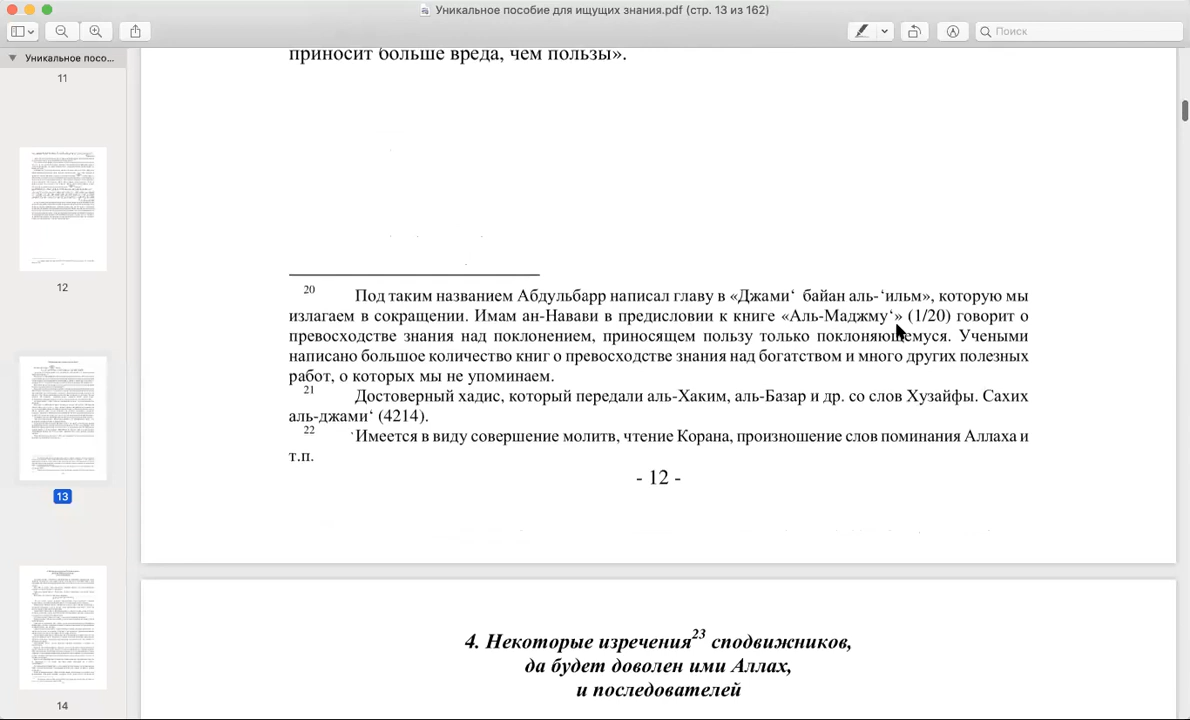 Уникальное пособие для ищущих знания.pdf (стр. 13 из 162)
Поиск
Уникальное посо...
11
12
13
14
приносит больше вреда, чем пользы».
20 Под таким названием Абдульбарр написал главу в «Джами‘ байан аль-‘ильм», которую мы
излагаем в сокращении. Имам ан-Навави в предисловии к книге «Аль-Маджму‘» (1/20) говорит о
превосходстве знания над поклонением, приносящем пользу только поклоняющемуся. Учеными
написано большое количество книг о превосходстве знания над богатством и много других полезных
работ, о которых мы не упоминаем.
21 Достоверный хадис, который передали аль-Хаким, аль-Базар и др. со слов Хузайфы. Сахих
аль-джами‘ (4214).
22 Имеется в виду совершение молитв, чтение Корана, произношение слов поминания Аллаха и
т.п.
- 12 -
4. Некоторые изречения23 сподвижников,
да будет доволен ими Аллах,
и последователей